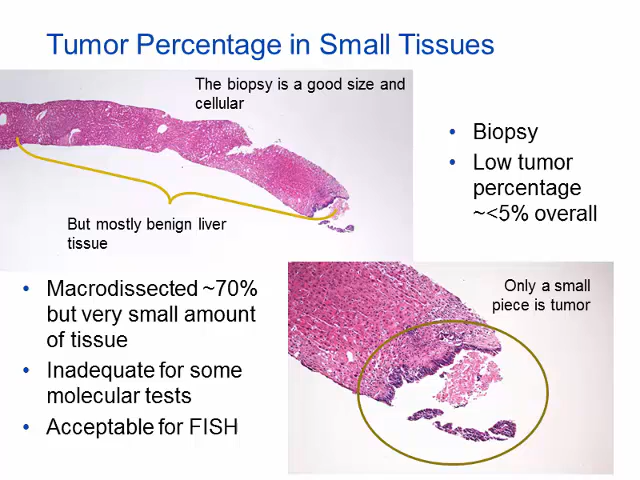 Tumor Percentage in Small Tissues
The biopsy is a good size and
cellular
But mostly benign liver
tissue
• Biopsy
• Low tumor
percentage
~<5% overall
• Macrodissected ~70%
but very small amount
of tissue
• Inadequate for some
molecular tests
• Acceptable for FISH
Only a small
piece is tumor